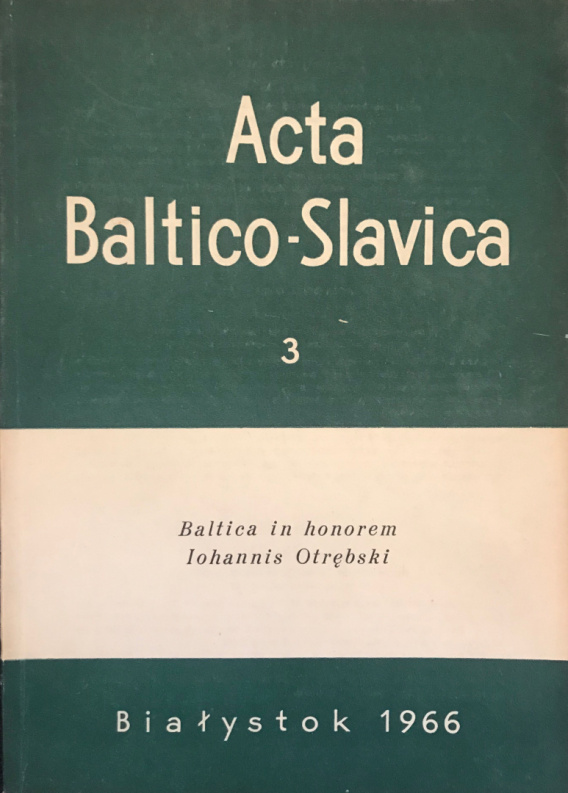 Acta
Baltico-Slavica
3
Baltica in honorem
Iohannis Otrębski
Białystok 1966